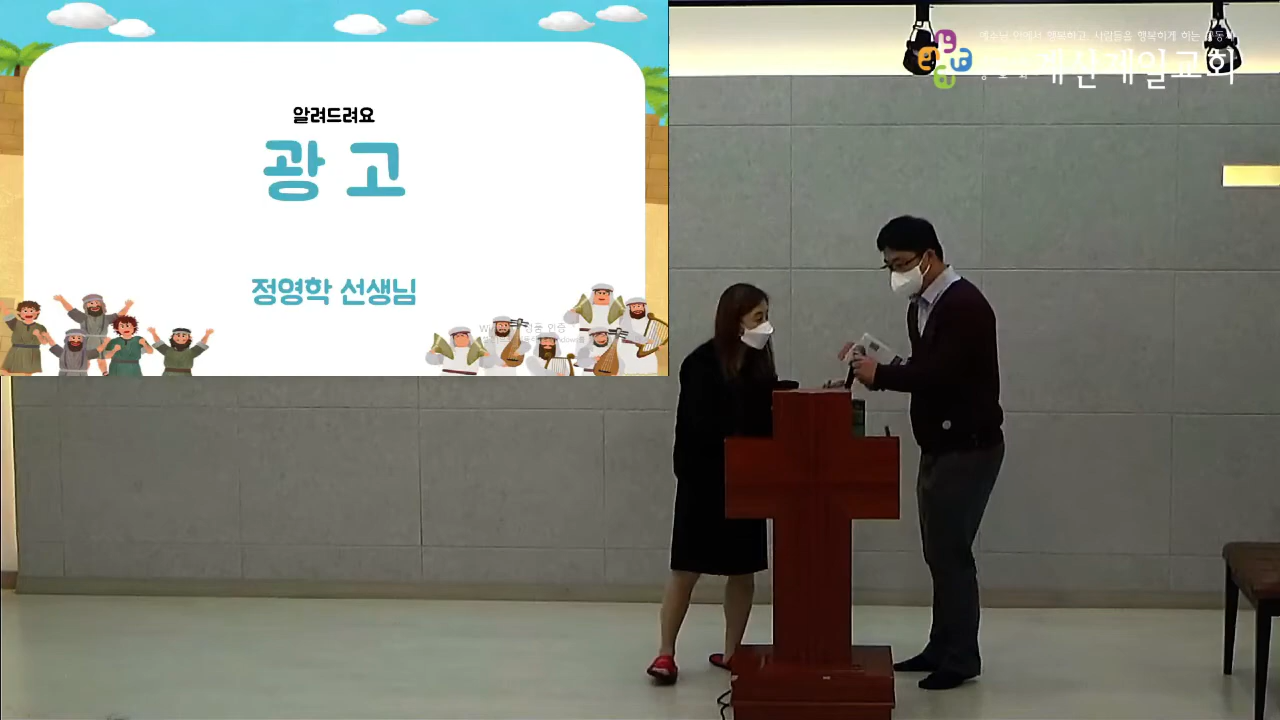 알려드려요
광 고
정영학 선생님
예수님 안에서 행복하고, 사람들을 행복하게 하는 공동체
계산제일교회